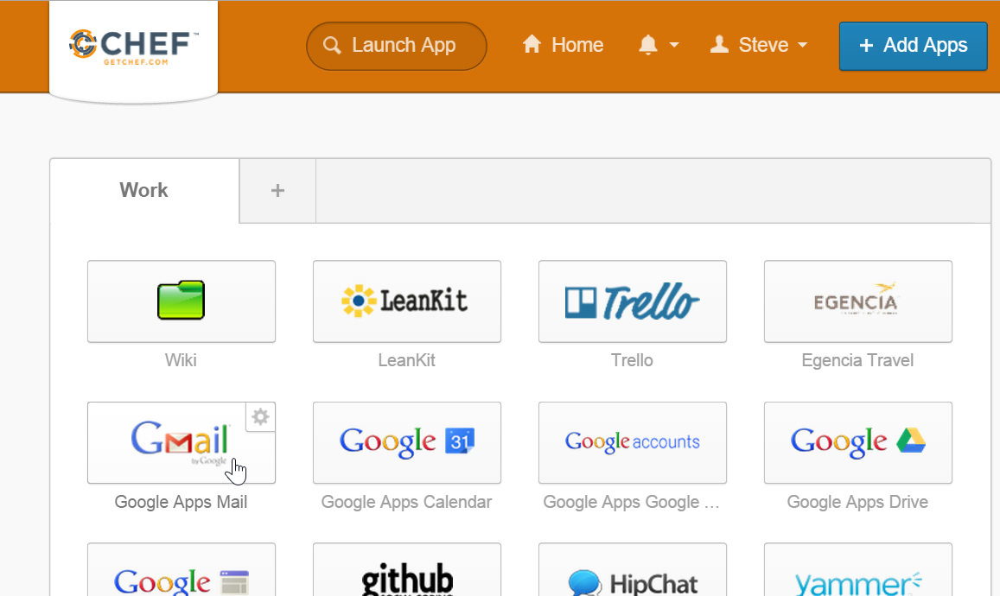 CHEF™
GETCHEF.COM
Launch App
Home
Steve
+ Add Apps
Work
+
LeanKit
Trello
EGENCIA
Wiki
LeanKit
Trello
Egencia Travel
GMail
by Google
Google 31
Google accounts
Google
Google Apps Mail
Google Apps Calendar
Google Apps Google ...
Google Apps Drive
Google
github
HipChat
yammer